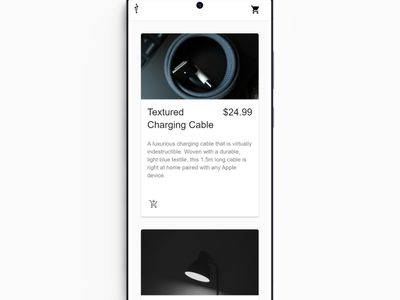 Textured $24.99
Charging Cable
A luxurious charging cable that is virtually
indestructible. Woven with a durable,
light blue textile, this 1.5m long cable is
right at home paired with any Apple
device.